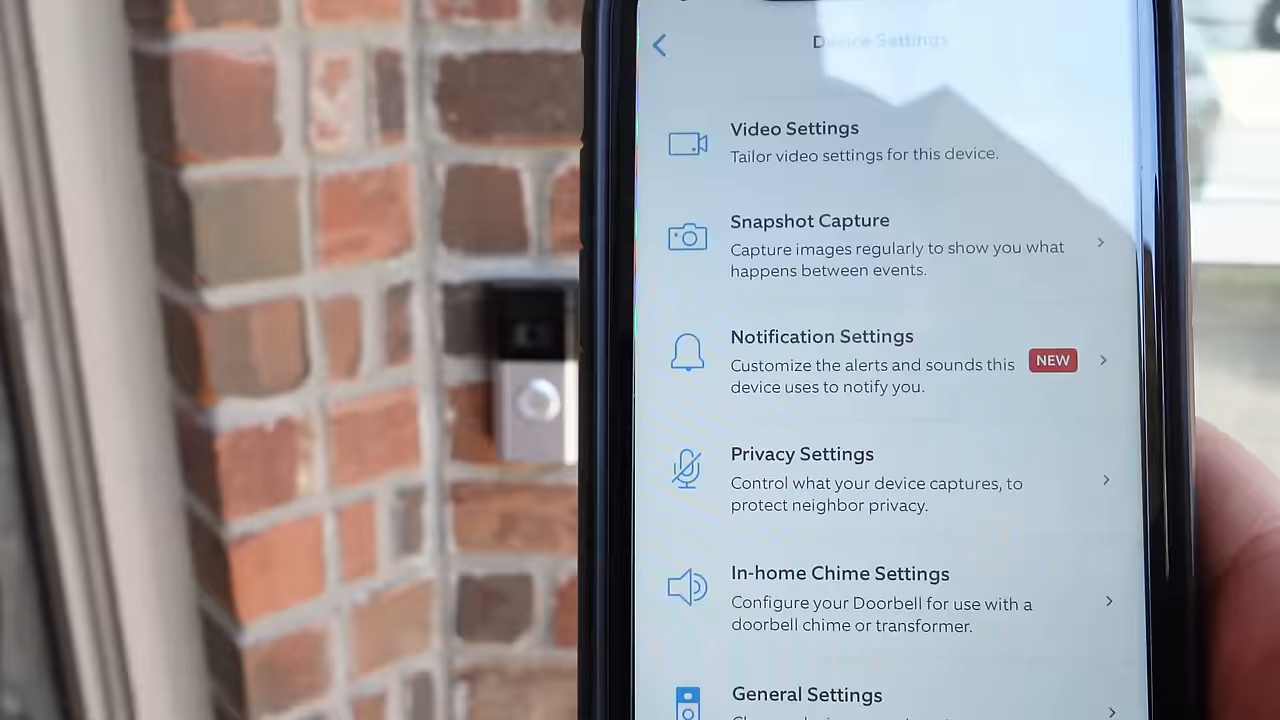 Device Settings
Video Settings
Tailor video settings for this device.
Snapshot Capture
Capture images regularly to show you what
happens between events.
Notification Settings
Customize the alerts and sounds this
device uses to notify you.
NEW
Privacy Settings
Control what your device captures, to
protect neighbor privacy.
In-home Chime Settings
Configure your Doorbell for use with a
doorbell chime or transformer.
General Settings